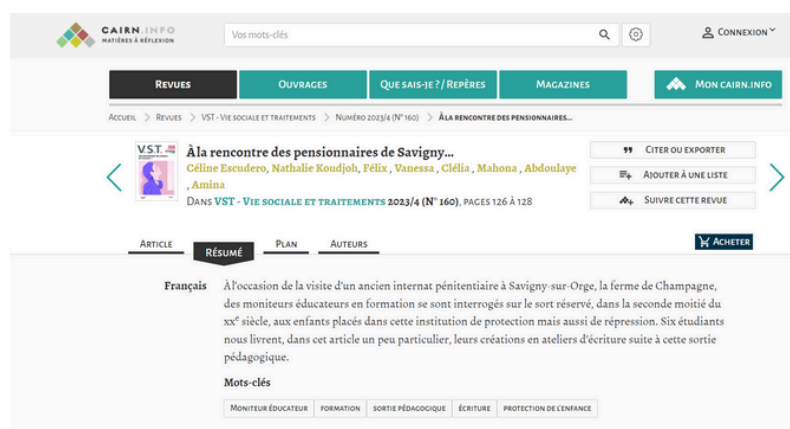 CAIRN.INFO
MATIÈRES À RÉFLEXION
Vos mots-clés
CONNEXION
REVUES
OUVRAGES
QUE SAIS-JE ? / REPÈRES
MAGAZINES
MON CAIRN.INFO
ACCUEIL > REVUES > VST - VIE SOCIALE ET TRAITEMENTS > NUMÉRO 2023/4 (N° 160) > À LA RENCONTRE DES PENSIONNAIRES...
V.S.T.
À la rencontre des pensionnaires de Savigny...
Céline Escudero, Nathalie Koudjoh, Félix , Vanessa , Clélia , Mahona , Abdoulaye
, Amina
DANS VST - VIE SOCIALE ET TRAITEMENTS 2023/4 (N° 160), PAGES 126 À 128
CITER OU EXPORTER
AJOUTER À UNE LISTE
SUIVRE CETTE REVUE
ARTICLE
RÉSUMÉ
PLAN
AUTEURS
ACHETER
Français
À l'occasion de la visite d'un ancien internat pénitentiaire à Savigny-sur-Orge, la ferme de Champagne,
des moniteurs éducateurs en formation se sont interrogés sur le sort réservé, dans la seconde moitié du
XXe siècle, aux enfants placés dans cette institution de protection mais aussi de répression. Six étudiants
nous livrent, dans cet article un peu particulier, leurs créations en ateliers d'écriture suite à cette sortie
pédagogique.
Mots-clés
MONITEUR ÉDUCATEUR
FORMATION
SORTIE PÉDAGOGIQUE
ÉCRITURE
PROTECTION DE L'ENFANCE